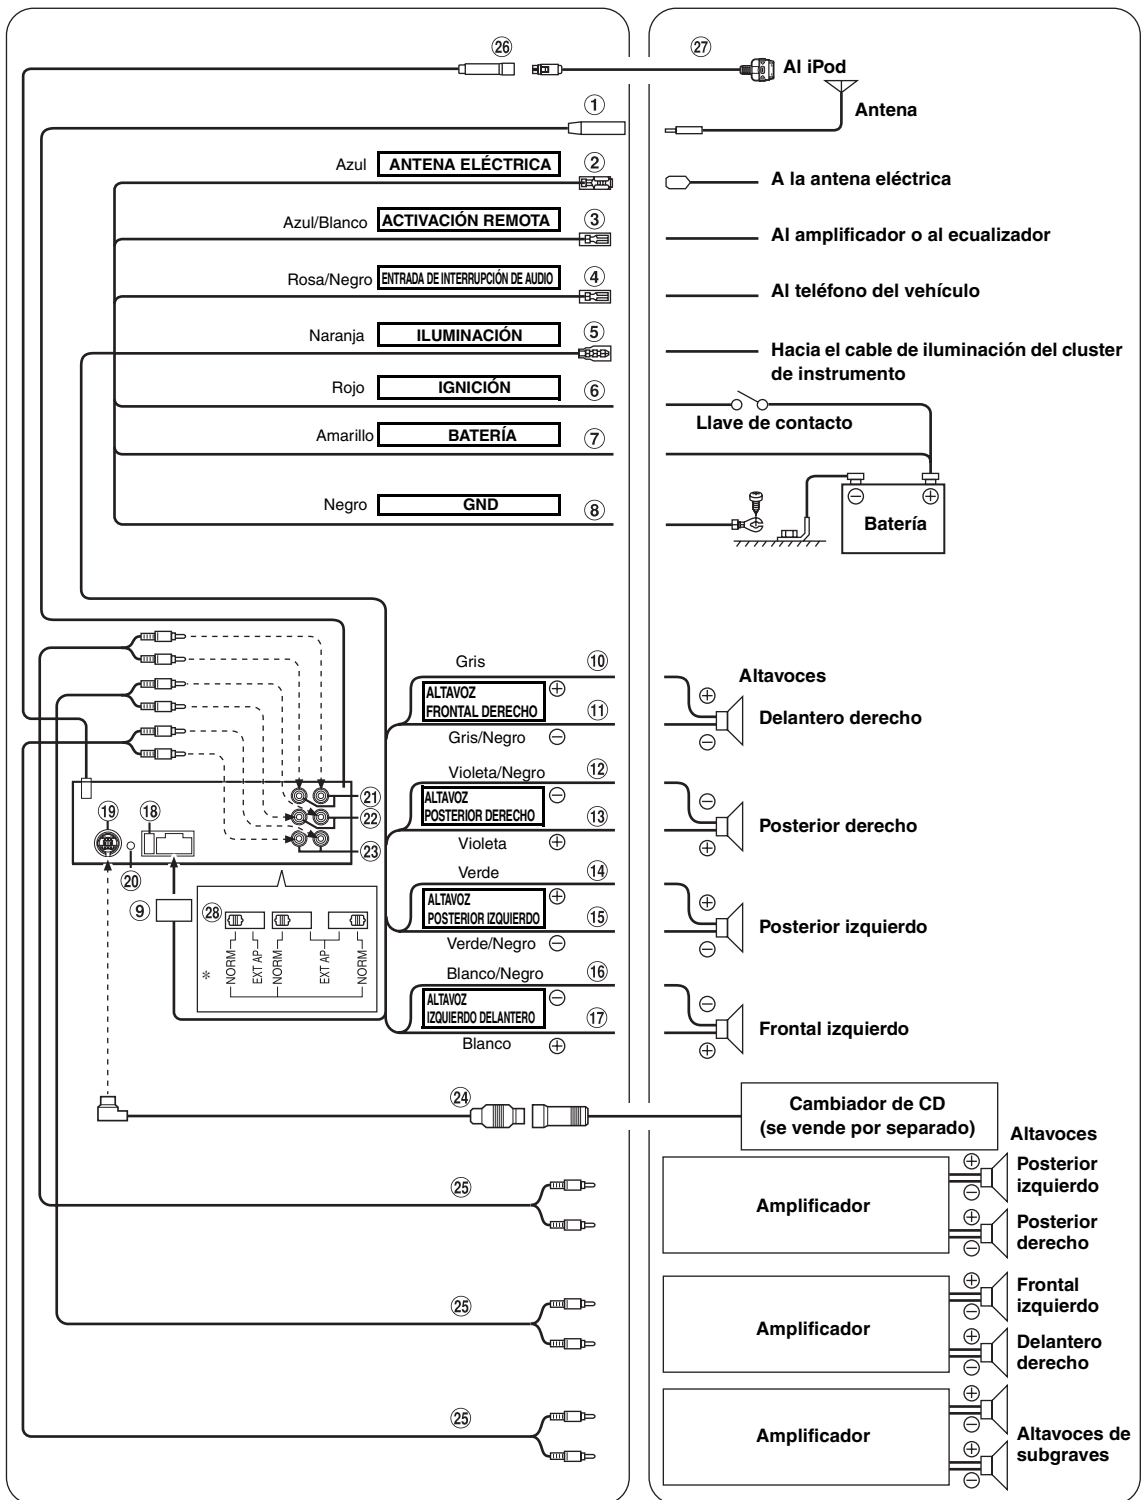 26
27
Al iPod
1
Antena
Azul
ANTENA ELÉCTRICA
2
A la antena eléctrica
Azul/Blanco
ACTIVACIÓN REMOTA
3
Al amplificador o al ecualizador
Rosa/Negro
ENTRADA DE INTERRUPCIÓN DE AUDIO
4
Al teléfono del vehículo
Naranja
ILUMINACIÓN
5
Hacia el cable de iluminación del cluster
de instrumento
Rojo
IGNICIÓN
6
Llave de contacto
Amarillo
BATERÍA
7
Negro
GND
8
⊖
⊕
Batería
Gris
10
Altavoces
ALTAVOZ
FRONTAL DERECHO
⊕
11
Gris/Negro
⊖
⊕
Delantero derecho
⊖
Violeta/Negro
12
ALTAVOZ
POSTERIOR DERECHO
⊖
13
Violeta
⊕
⊖
Posterior derecho
⊕
21
22
23
19
18
20
9
28
*
NORM
EXT AP
NORM
EXT AP
NORM
Verde
14
ALTAVOZ
POSTERIOR IZQUIERDO
⊕
15
Verde/Negro
⊖
⊕
Posterior izquierdo
⊖
Blanco/Negro
16
ALTAVOZ
IZQUIERDO DELANTERO
⊖
17
Blanco
⊕
⊖
Frontal izquierdo
⊕
24
Cambiador de CD
(se vende por separado)
Altavoces
25
Amplificador
⊕
⊖
Posterior
izquierdo
⊕
⊖
Posterior
derecho
25
Amplificador
⊕
⊖
Frontal
izquierdo
⊕
⊖
Delantero
derecho
25
Amplificador
⊕
⊖
⊕
⊖
Altavoces de
subgraves